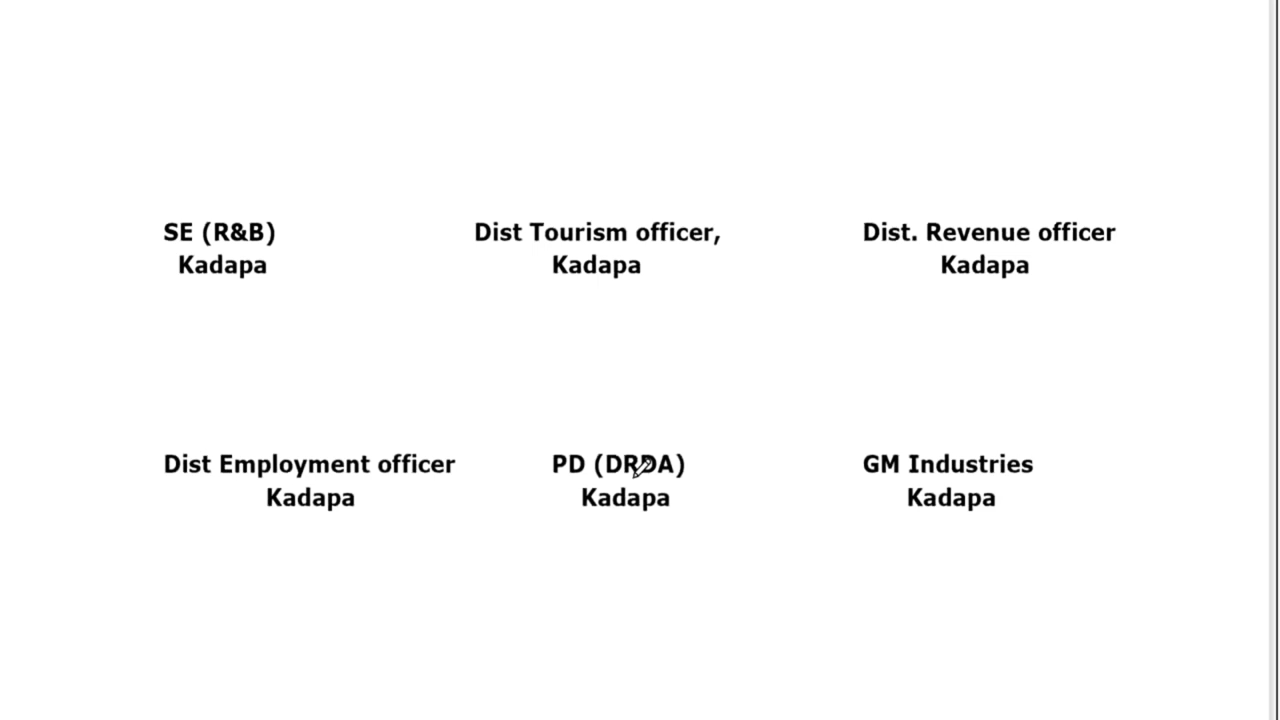 SE (R&B)
Kadapa
Dist Tourism officer,
Kadapa
Dist. Revenue officer
Kadapa
Dist Employment officer
Kadapa
PD (DRDA)
Kadapa
GM Industries
Kadapa